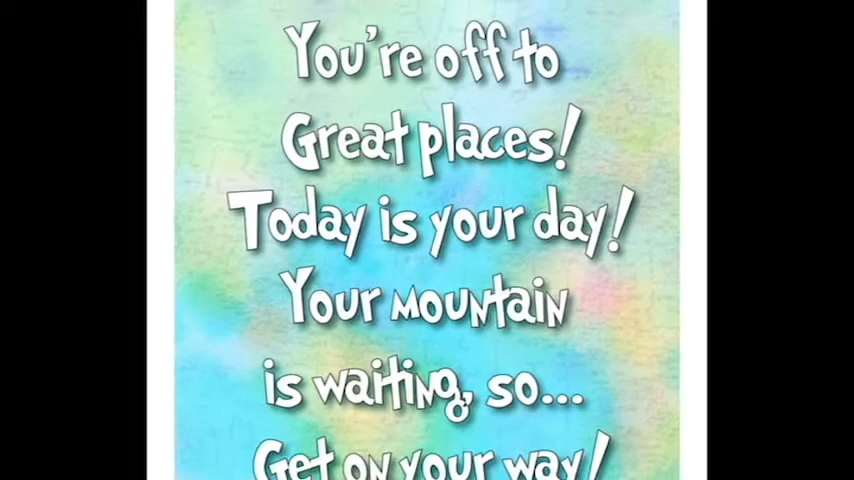 You're off to
Great places!
Today is your day!
Your mountain
is waiting, so...
Get on your way!